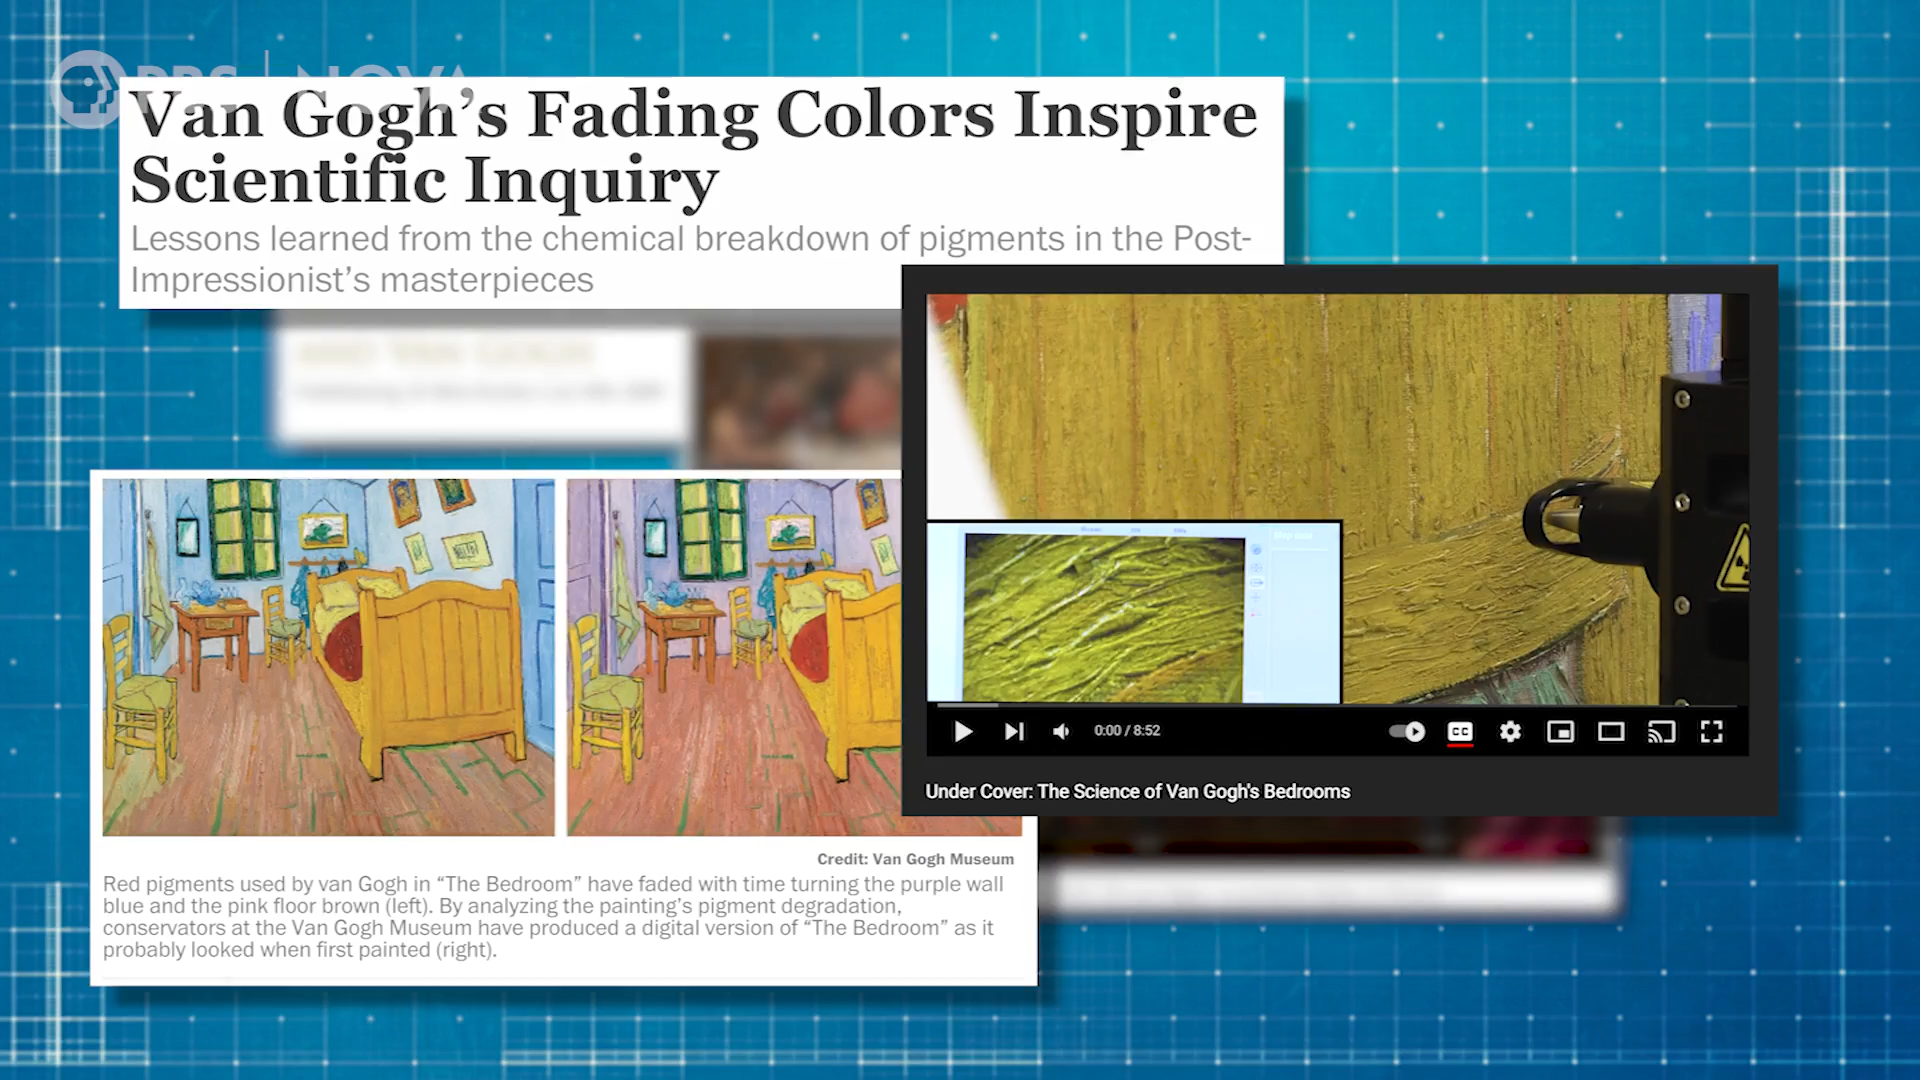 PBS | NOVA
Van Gogh’s Fading Colors Inspire
Scientific Inquiry
Lessons learned from the chemical breakdown of pigments in the Post-
Impressionist’s masterpieces
AND VAN GOGH
0:00 / 8:52
CC
Under Cover: The Science of Van Gogh's Bedrooms
Credit: Van Gogh Museum
Red pigments used by van Gogh in “The Bedroom” have faded with time turning the purple wall
blue and the pink floor brown (left). By analyzing the painting’s pigment degradation,
conservators at the Van Gogh Museum have produced a digital version of “The Bedroom” as it
probably looked when first painted (right).